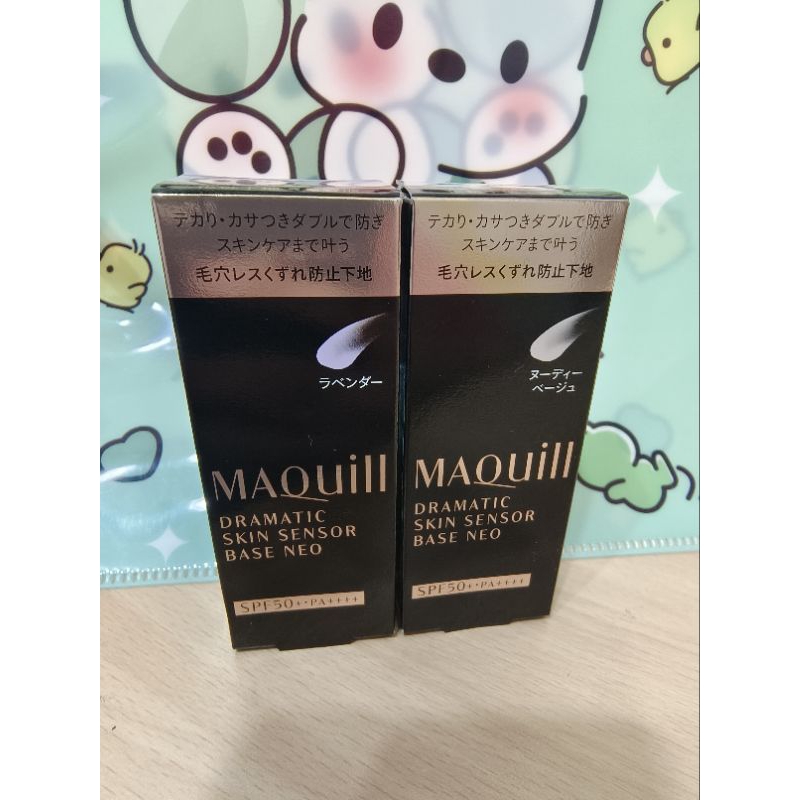 テカり・カサつきダブルで防ぎ
スキンケアまで叶う
毛穴レスくずれ防止下地
ラベンダー
MAQuill
DRAMATIC
SKIN SENSOR
BASE NEO
SPF50+・PA++++
テカり・カサつきダブルで防ぎ
スキンケアまで叶う
毛穴レスくずれ防止下地
ヌーディー
ベージュ
MAQuill
DRAMATIC
SKIN SENSOR
BASE NEO
SPF50+・PA++++